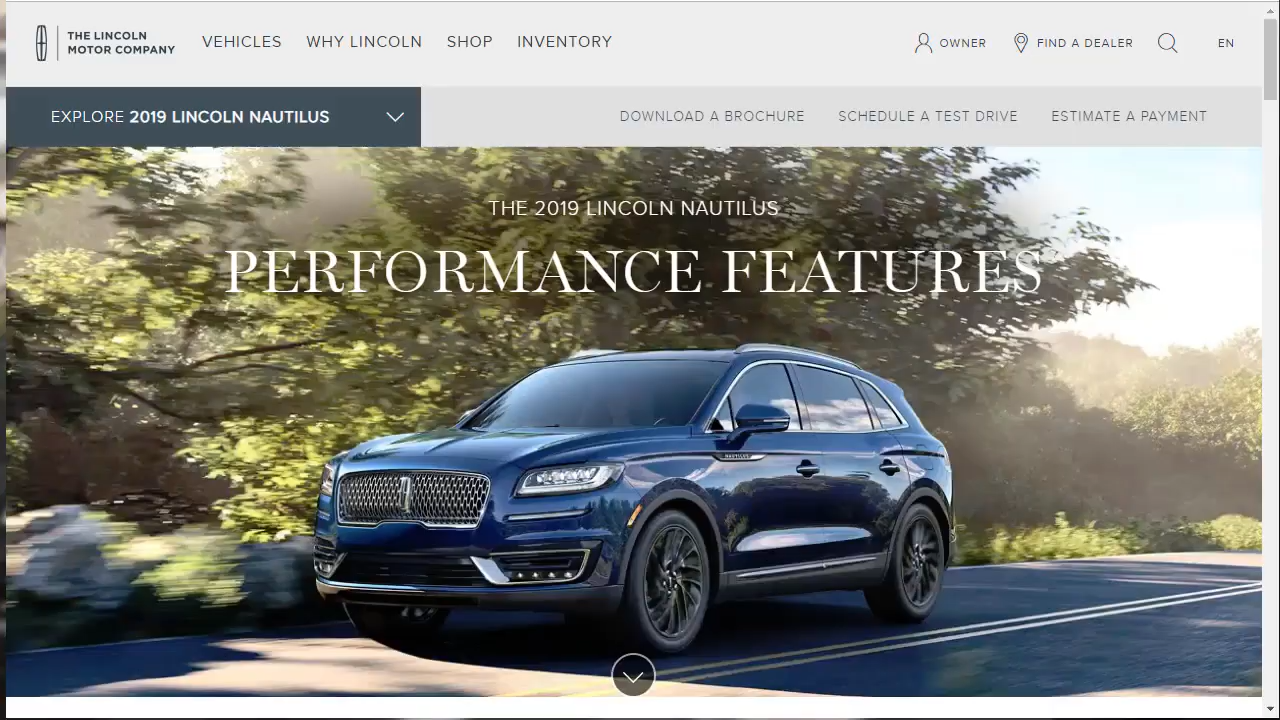 THE LINCOLN
MOTOR COMPANY
VEHICLES
WHY LINCOLN
SHOP
INVENTORY
OWNER
FIND A DEALER
EN
EXPLORE 2019 LINCOLN NAUTILUS
DOWNLOAD A BROCHURE
SCHEDULE A TEST DRIVE
ESTIMATE A PAYMENT
THE 2019 LINCOLN NAUTILUS
PERFORMANCE FEATURES
NAUTILUS